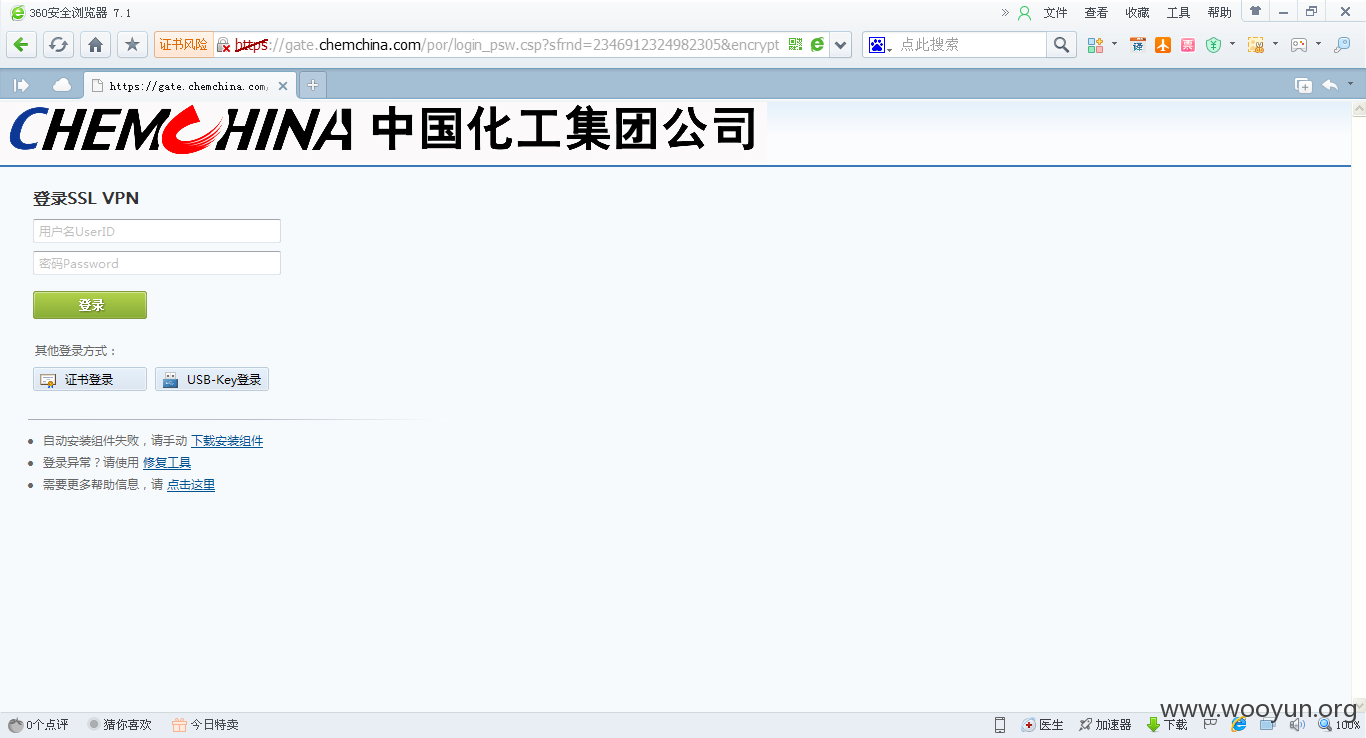 360安全浏览器 7.1
文件 查看 收藏 工具 帮助
证书风险 https://gate.chemchina.com/por/login_psw.csp?sfrnd=2346912324982305&encrypt 点此搜索
https://gate.chemchina.com,
CHEMCHINA 中国化工集团公司
登录SSL VPN
用户名UserID
密码Password
登录
其他登录方式：
证书登录 USB-Key登录
自动安装组件失败，请手动 下载安装组件
登录异常？请使用 修复工具
需要更多帮助信息，请 点击这里
www.wooyun.org
0个点评 猜你喜欢 今日特卖 医生 加速器 下载 100%